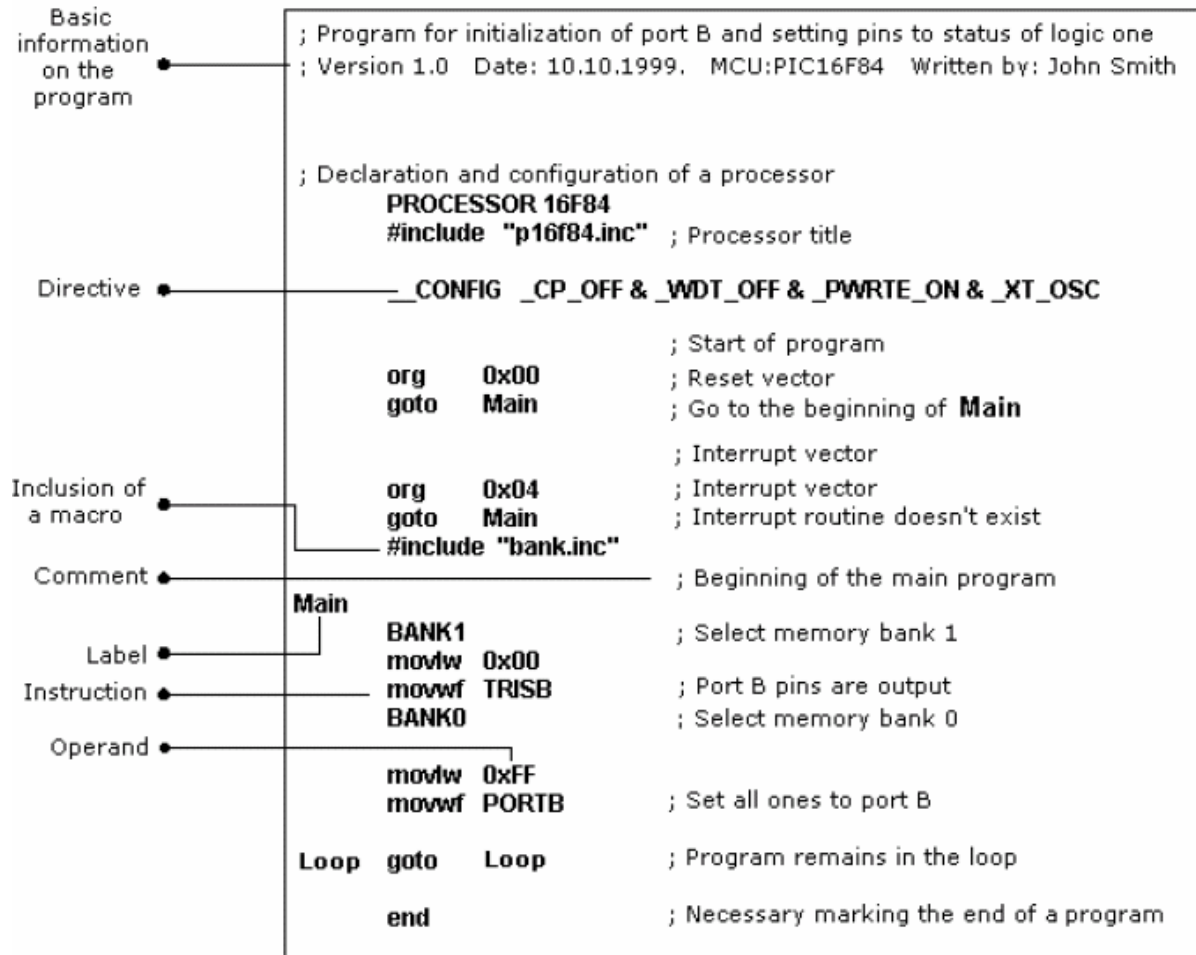 Basic
information
on the
program
; Program for initialization of port B and setting pins to status of logic one
; Version 1.0 Date: 10.10.1999. MCU:PIC16F84 Written by: John Smith
; Declaration and configuration of a processor
PROCESSOR 16F84
#include "p16f84.inc" ; Processor title
Directive
__CONFIG _CP_OFF & _WDT_OFF & _PWRTE_ON & _XT_OSC
; Start of program
org 0x00 ; Reset vector
goto Main ; Go to the beginning of Main
; Interrupt vector
Inclusion of
a macro
org 0x04 ; Interrupt vector
goto Main ; Interrupt routine doesn't exist
#include "bank.inc"
Comment
; Beginning of the main program
Main
BANK1 ; Select memory bank 1
Label
movlw 0x00
Instruction
movwf TRISB ; Port B pins are output
BANK0 ; Select memory bank 0
Operand
movlw 0xFF
movwf PORTB ; Set all ones to port B
Loop goto Loop ; Program remains in the loop
end ; Necessary marking the end of a program